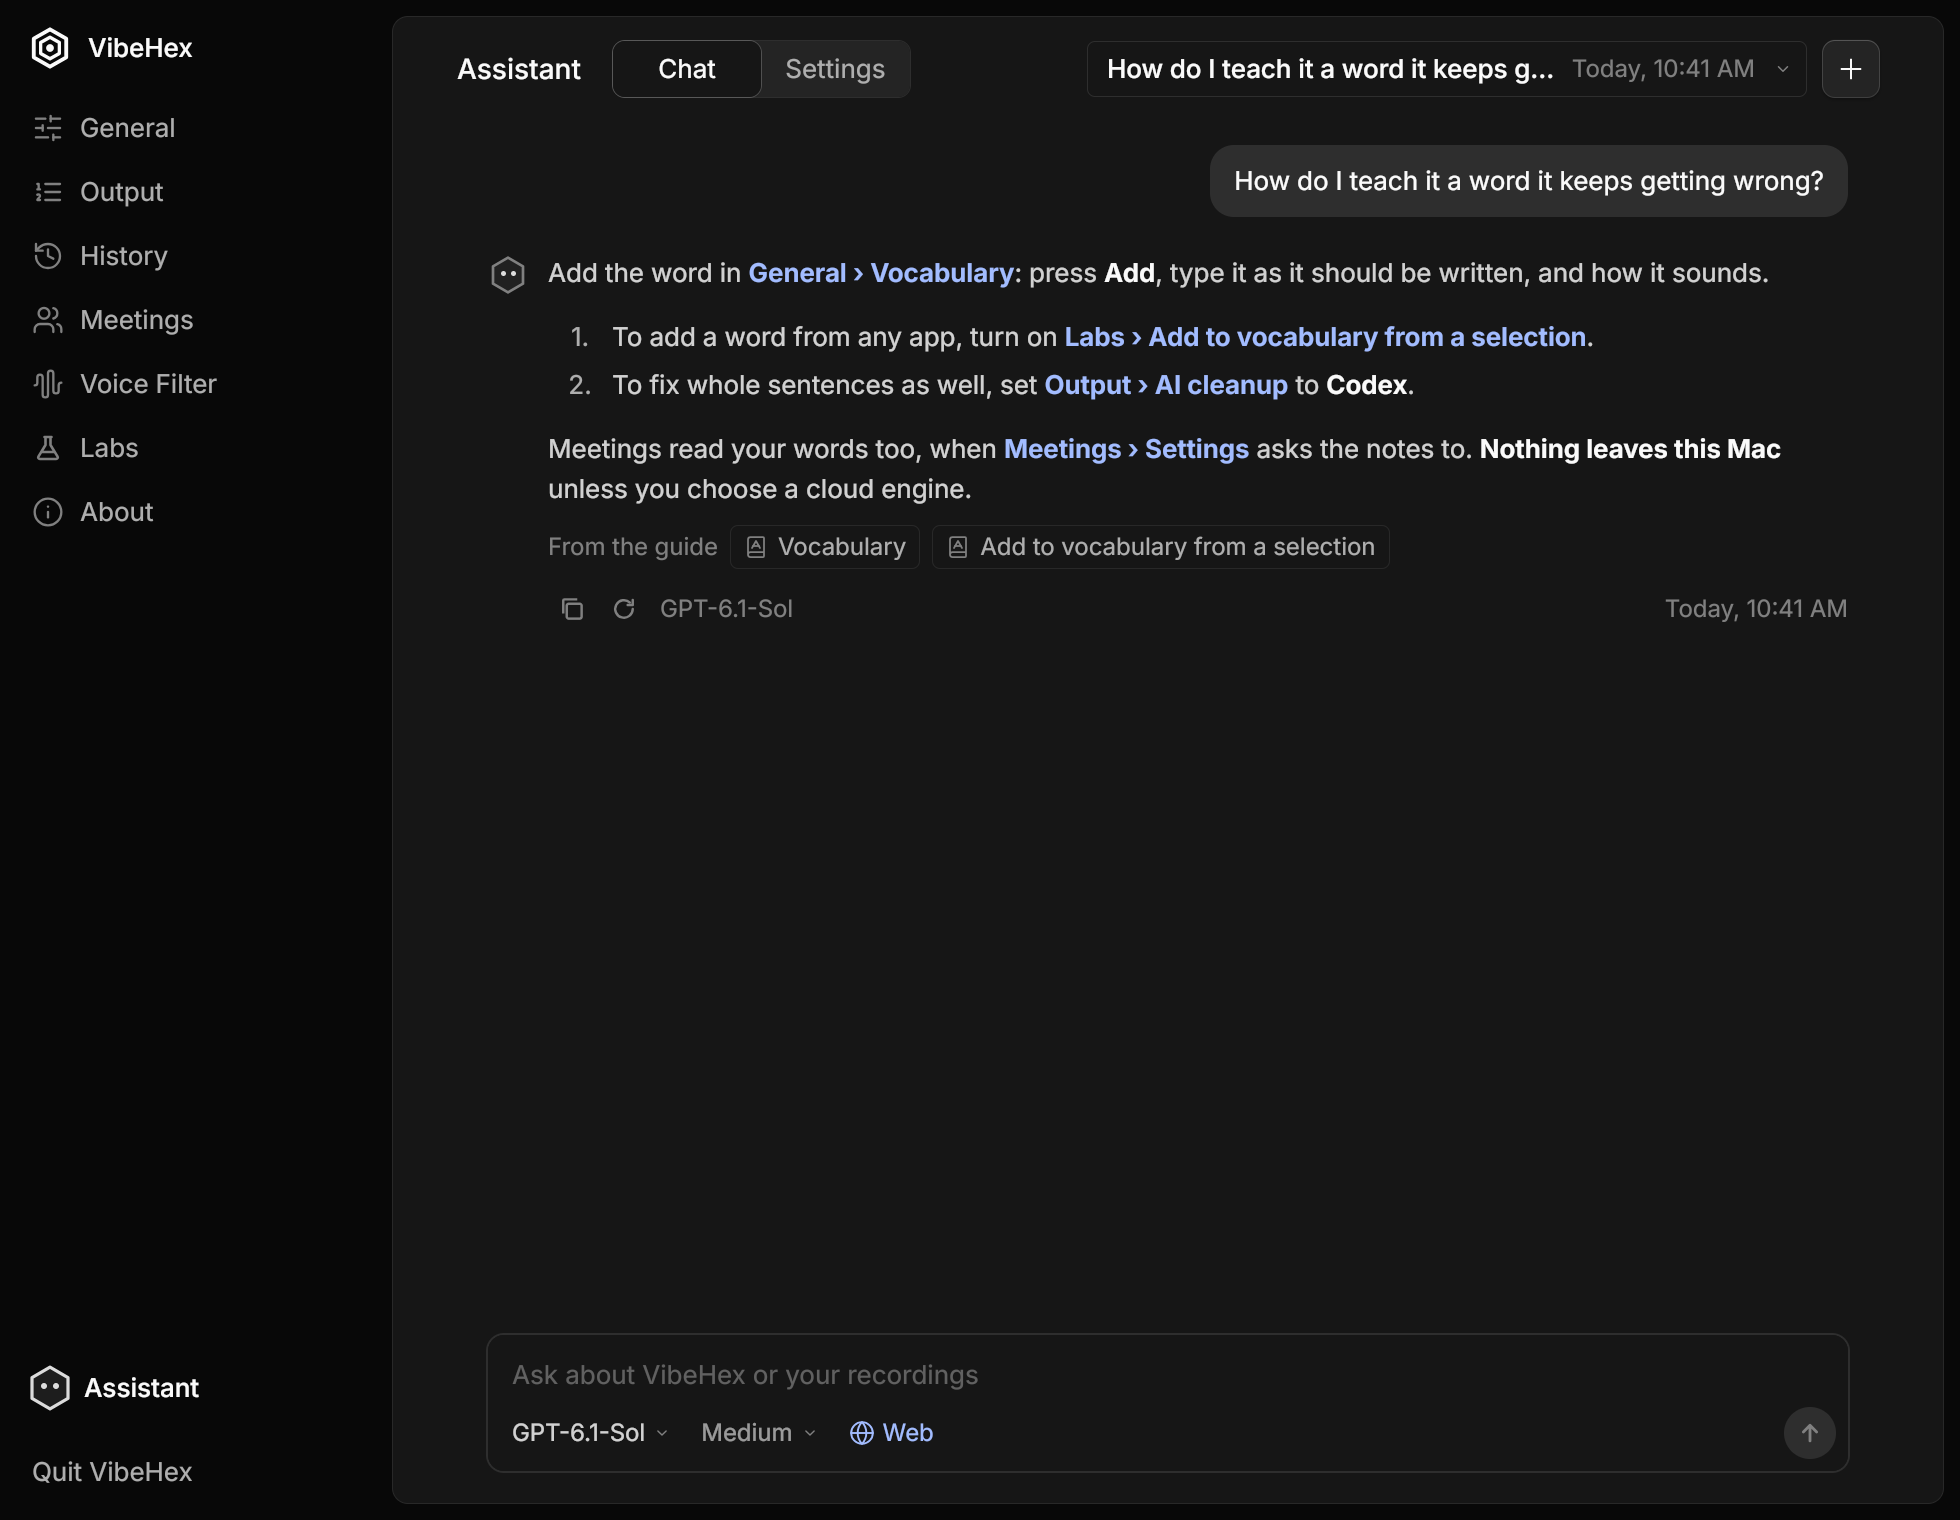 VibeHex
General
Output
History
Meetings
Voice Filter
Labs
About
Assistant
Quit VibeHex
Assistant
Chat
Settings
How do I teach it a word it keeps g... Today, 10:41 AM
How do I teach it a word it keeps getting wrong?
Add the word in General › Vocabulary: press Add, type it as it should be written, and how it sounds.
1. To add a word from any app, turn on Labs › Add to vocabulary from a selection.
2. To fix whole sentences as well, set Output › AI cleanup to Codex.
Meetings read your words too, when Meetings › Settings asks the notes to. Nothing leaves this Mac
unless you choose a cloud engine.
From the guide Vocabulary Add to vocabulary from a selection
GPT-6.1-Sol Today, 10:41 AM
Ask about VibeHex or your recordings
GPT-6.1-Sol Medium Web